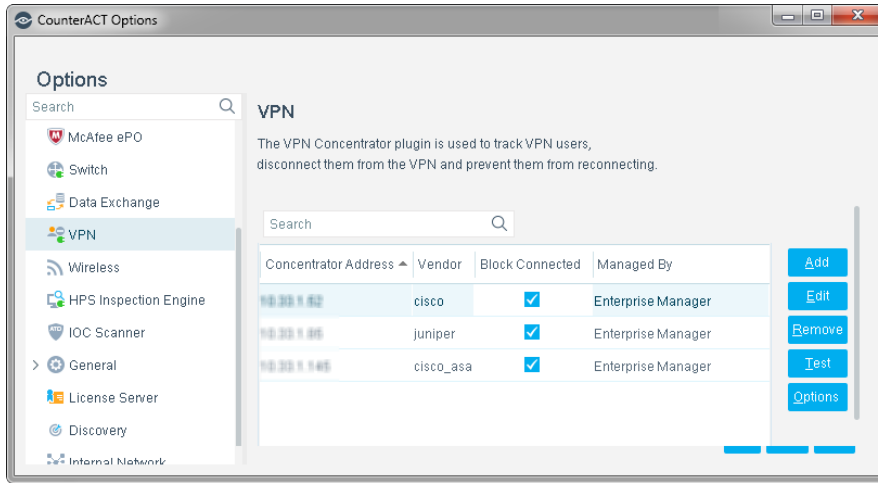 CounterACT Options
Options
Search
McAfee ePO
Switch
Data Exchange
VPN
Wireless
HPS Inspection Engine
IOC Scanner
General
License Server
Discovery
Internal Network
VPN
The VPN Concentrator plugin is used to track VPN users,
disconnect them from the VPN and prevent them from reconnecting.
Search
Concentrator Address Vendor Block Connected Managed By
cisco Enterprise Manager
juniper Enterprise Manager
cisco_asa Enterprise Manager
Add
Edit
Remove
Test
Options